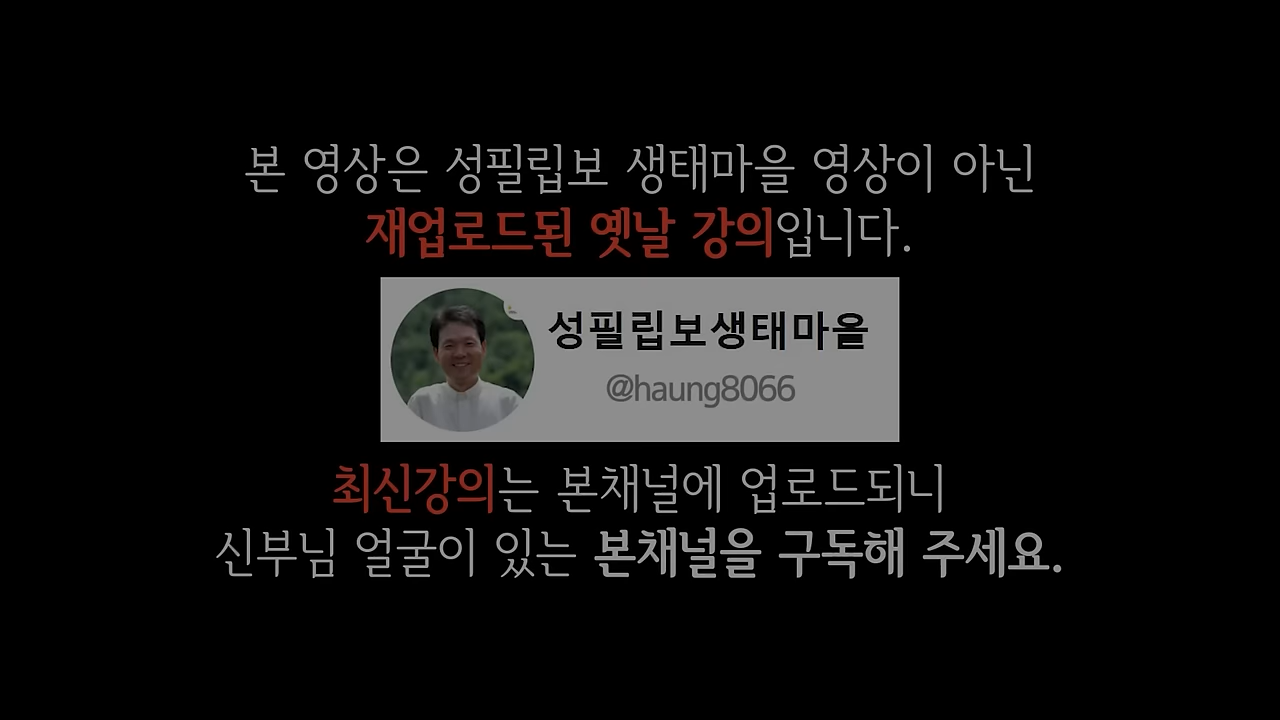 본 영상은 성필립보 생태마을 영상이 아닌
재업로드된 옛날 강의입니다.
성필립보생태마을
@haung8066
최신강의는 본채널에 업로드되니
신부님 얼굴이 있는 본채널을 구독해 주세요.